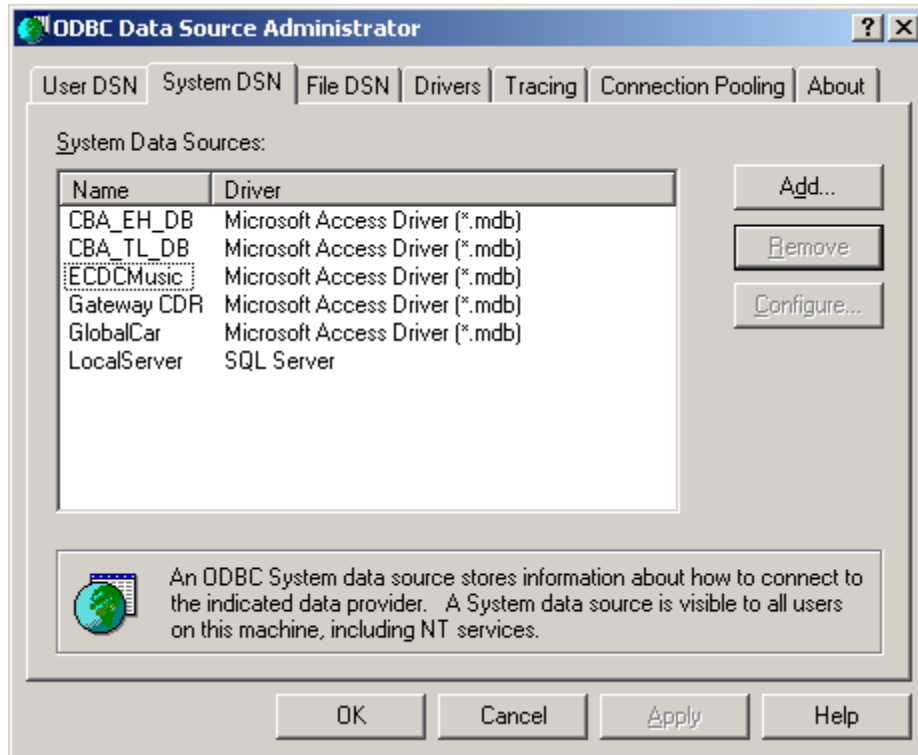 ODBC Data Source Administrator
User DSN System DSN File DSN Drivers Tracing Connection Pooling About
System Data Sources:
Name Driver
CBA_EH_DB Microsoft Access Driver (*.mdb)
CBA_TL_DB Microsoft Access Driver (*.mdb)
ECDCMusic Microsoft Access Driver (*.mdb)
Gateway CDR Microsoft Access Driver (*.mdb)
GlobalCar Microsoft Access Driver (*.mdb)
LocalServer SQL Server
Add...
Remove
Configure...
An ODBC System data source stores information about how to connect to
the indicated data provider. A System data source is visible to all users
on this machine, including NT services.
OK Cancel Apply Help